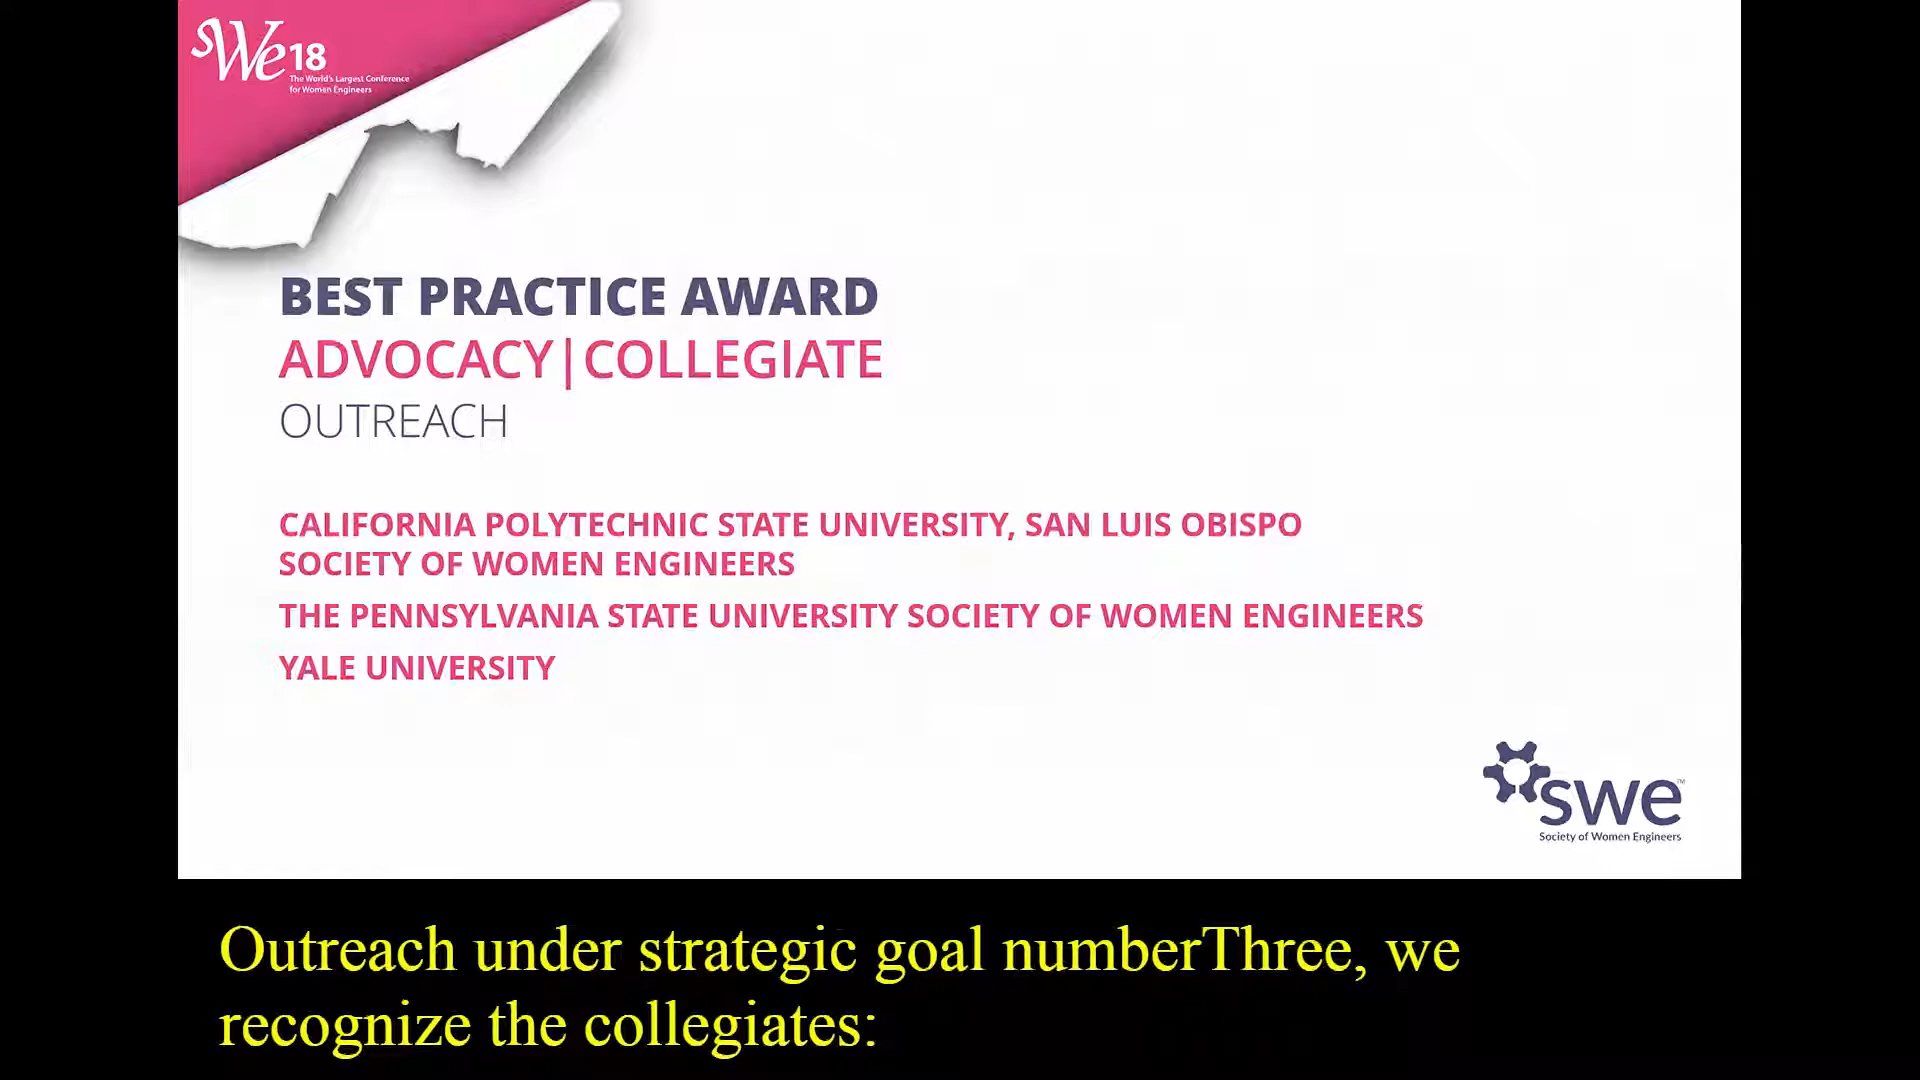 sWe18
The World's Largest Conference
for Women Engineers
BEST PRACTICE AWARD
ADVOCACY|COLLEGIATE
OUTREACH
CALIFORNIA POLYTECHNIC STATE UNIVERSITY, SAN LUIS OBISPO
SOCIETY OF WOMEN ENGINEERS
THE PENNSYLVANIA STATE UNIVERSITY SOCIETY OF WOMEN ENGINEERS
YALE UNIVERSITY
swe™
Society of Women Engineers
Outreach under strategic goal numberThree, we
recognize the collegiates: